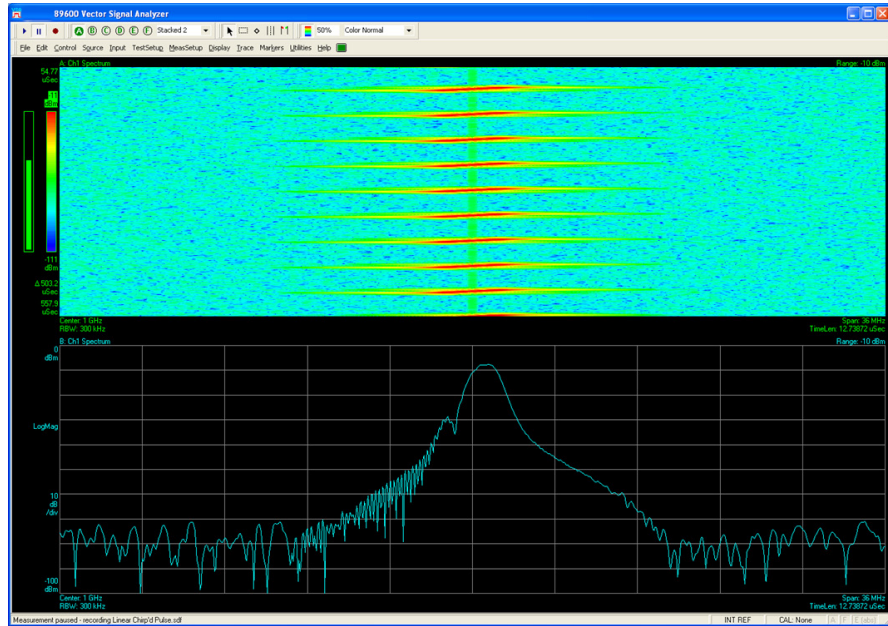 89600 Vector Signal Analyzer
A B C D E F Stacked 2 50% Color Normal
File Edit Control Source Input TestSetup MeasSetup Display Trace Markers Utilities Help
A: Ch1 Spectrum Range: -10 dBm
54.77
uSec
-11
dBm
-111
dBm
Δ 503.2
uSec
557.9
uSec
Center: 1 GHz Span: 36 MHz
RBW: 300 kHz TimeLen: 12.73872 uSec
B: Ch1 Spectrum Range: -10 dBm
0
dBm
LogMag
10
dB
/div
-100
dBm
Center: 1 GHz Span: 36 MHz
RBW: 300 kHz TimeLen: 12.73872 uSec
Measurement paused - recording Linear Chirp'd Pulse.sdf INT REF CAL: None A: F E (abs)